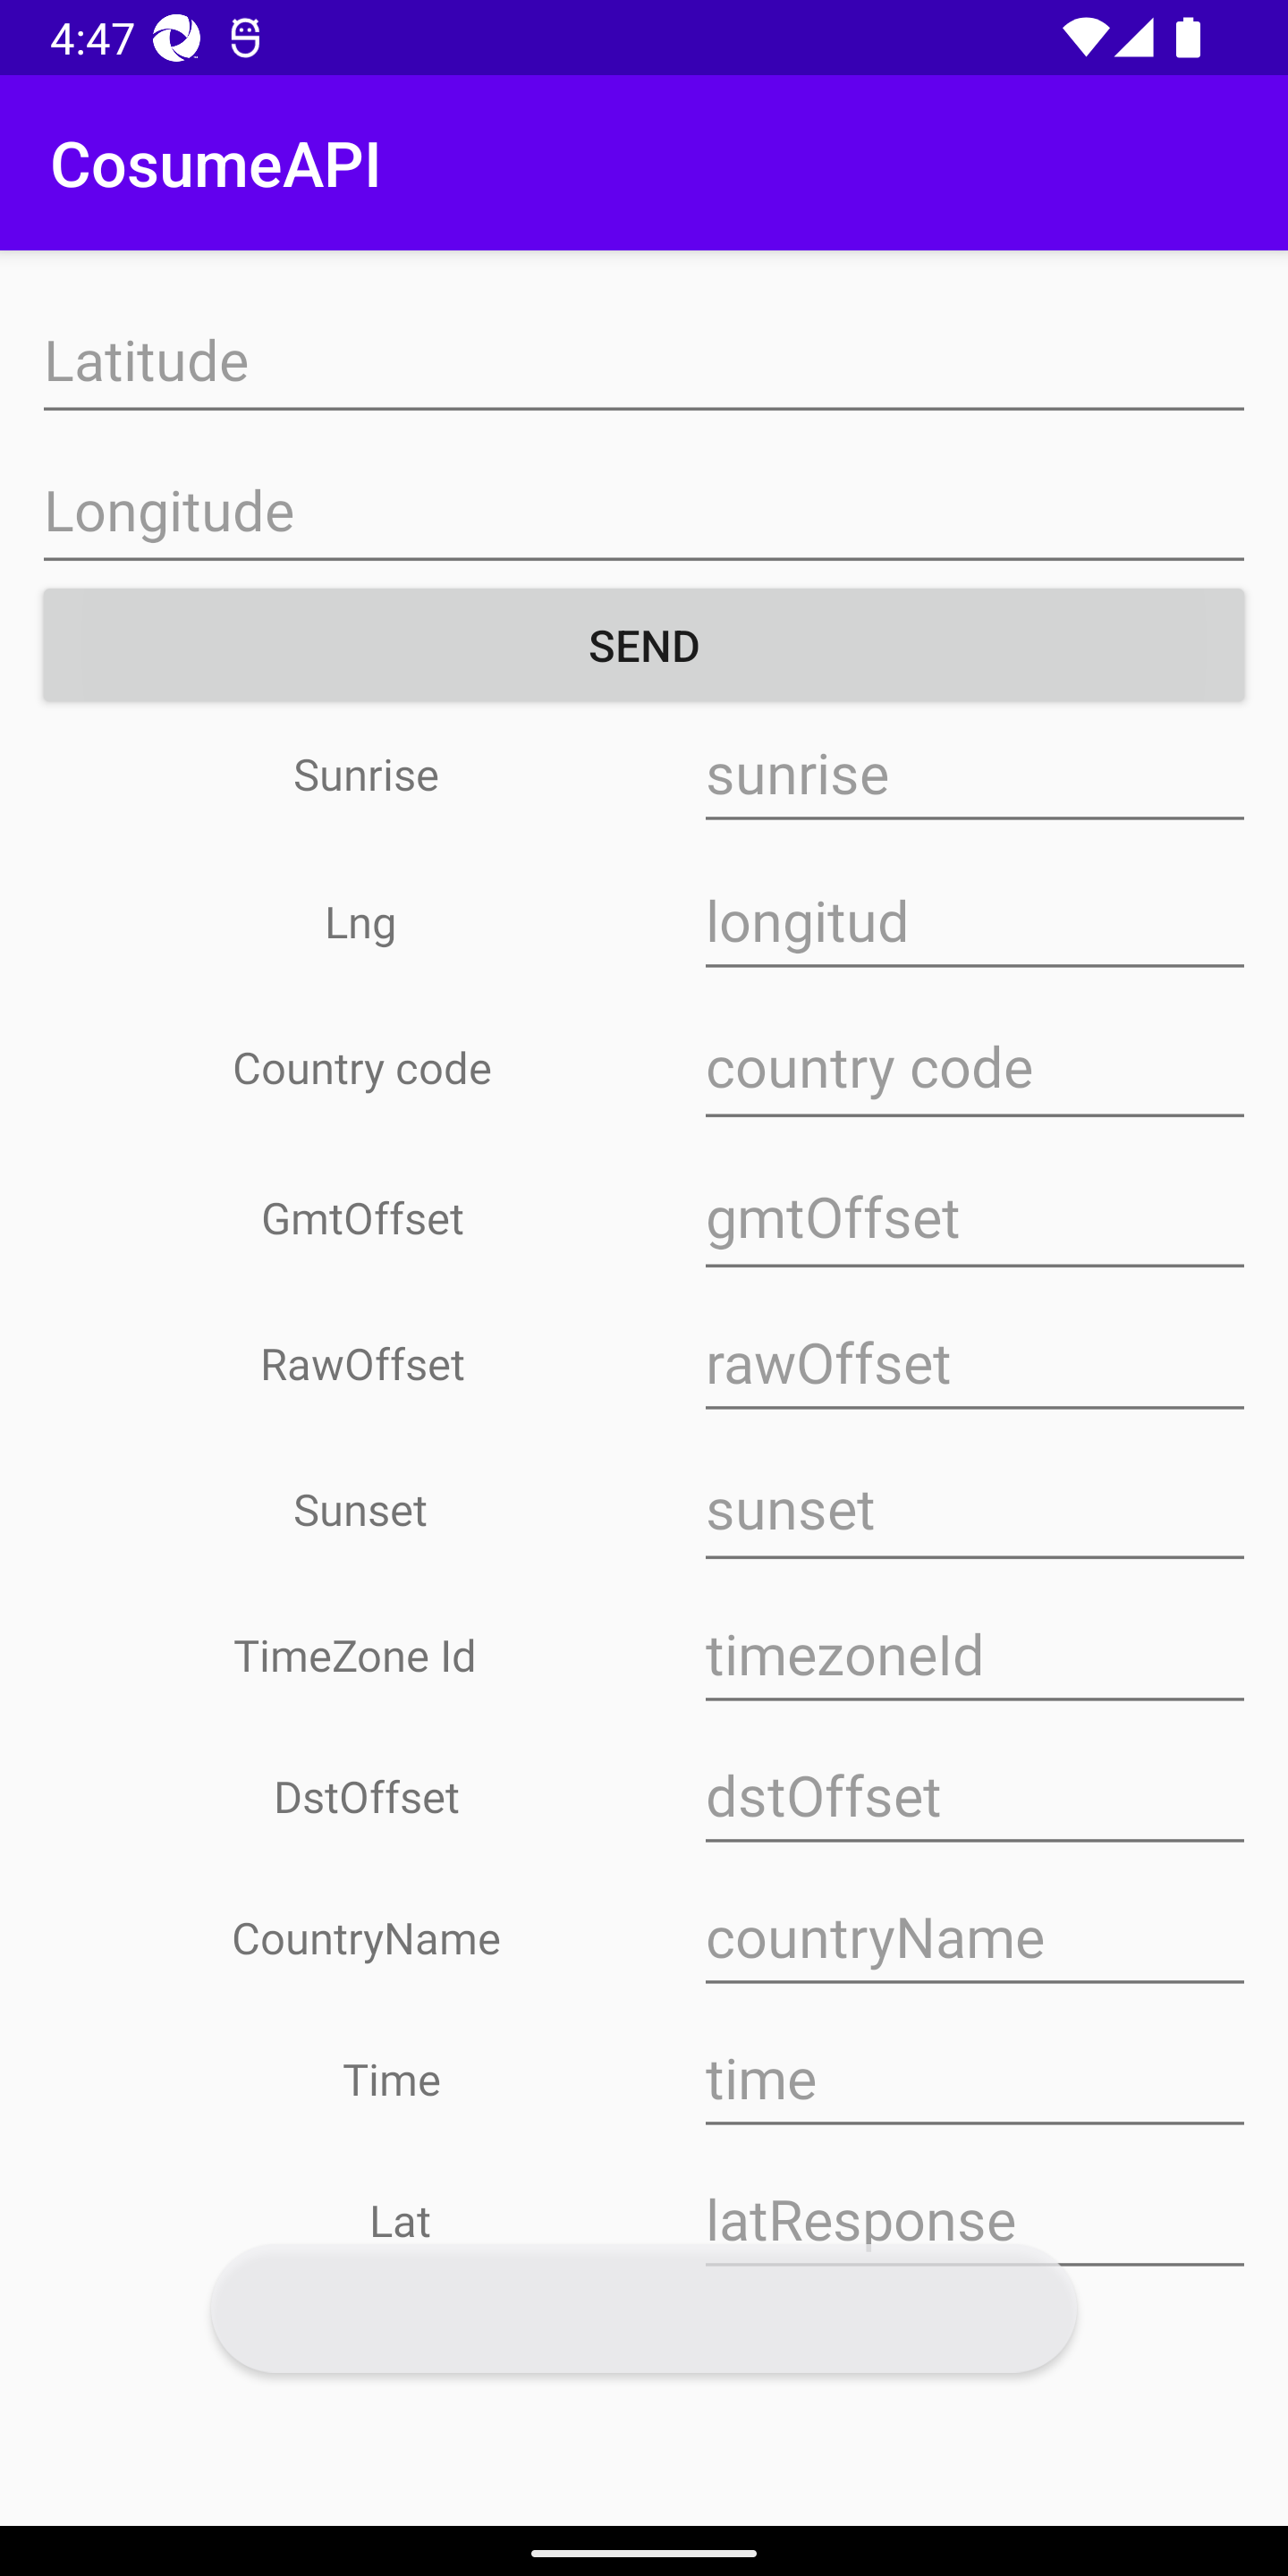 4:47
CosumeAPI
Latitude
Longitude
SEND
Sunrise sunrise
Lng longitud
Country code country code
GmtOffset gmtOffset
RawOffset rawOffset
Sunset sunset
TimeZone Id timezoneId
DstOffset dstOffset
CountryName countryName
Time time
Lat latResponse